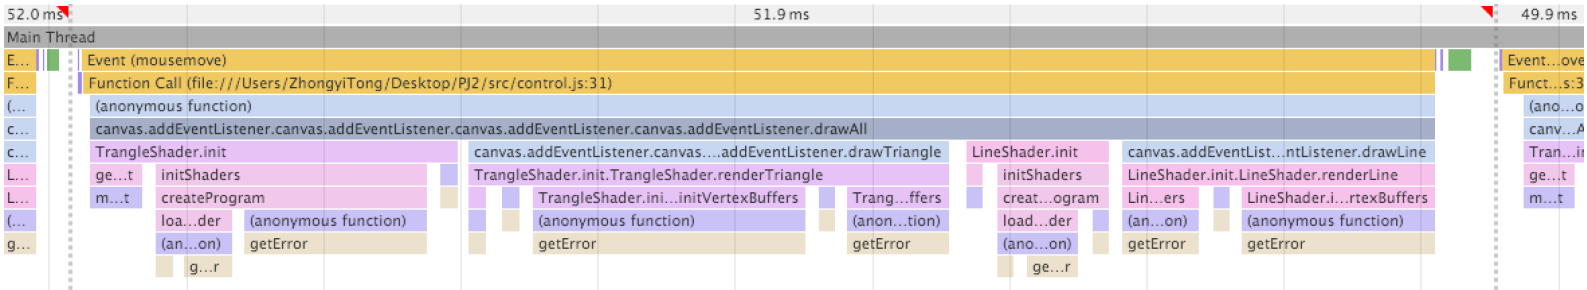 52.0 ms 51.9 ms 49.9 ms
Main Thread
E... Event (mousemove) Event...ove
F... Function Call (file:///Users/ZhongyiTong/Desktop/PJ2/src/control.js:31) Funct...s:3
(... (anonymous function) (ano...o
c... canvas.addEventListener.canvas.addEventListener.canvas.addEventListener.canvas.addEventListener.drawAll canv...A
c... TrangleShader.init canvas.addEventListener.canvas....addEventListener.drawTriangle LineShader.init canvas.addEventList...ntListener.drawLine Tran...in
L... ge...t initShaders TrangleShader.init.TrangleShader.renderTriangle initShaders LineShader.init.LineShader.renderLine ge...t
L... m...t createProgram TrangleShader.ini...initVertexBuffers Trang...ffers creat...ogram Lin...ers LineShader.i...rtexBuffers m...t
(... loa...der (anonymous function) (anonymous function) (anon...tion) load...der (an...on) (anonymous function)
g... (an...on) getError getError getError (ano...on) getError getError
g...r ge...r